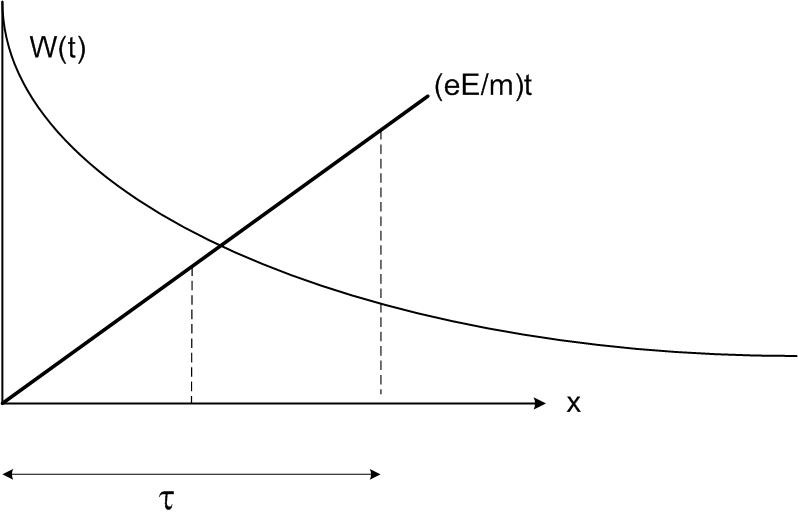 W(t)
(eE/m)t
x
τ